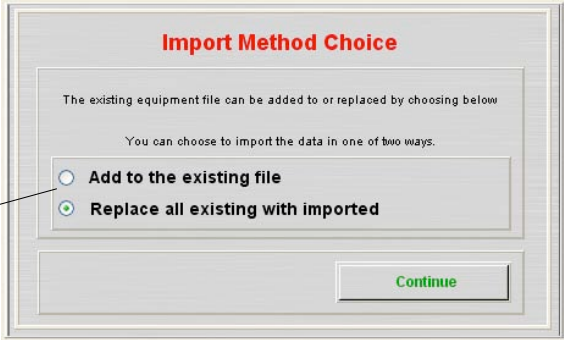 Import Method Choice
The existing equipment file can be added to or replaced by choosing below
You can choose to import the data in one of two ways.
Add to the existing file
Replace all existing with imported
Continue